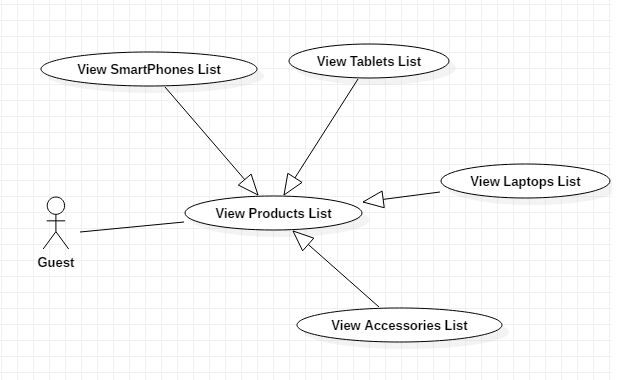 View SmartPhones List
View Tablets List
View Laptops List
View Products List
Guest
View Accessories List